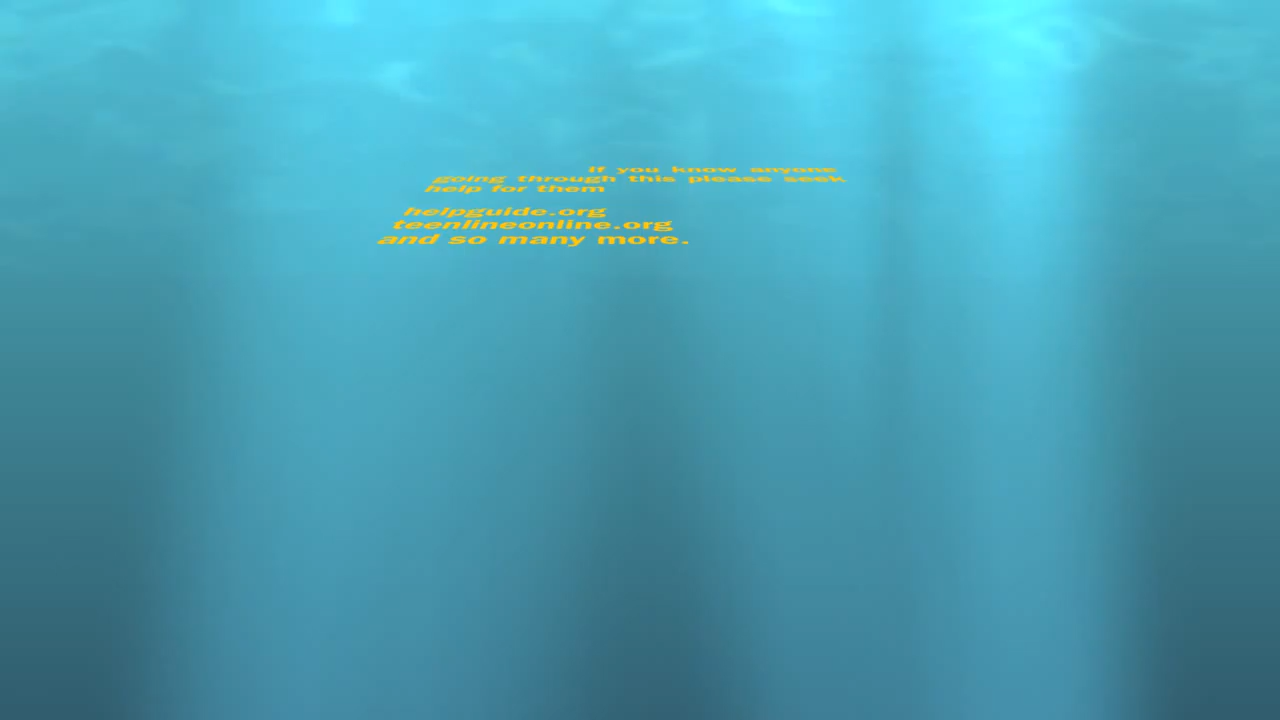 if you know anyone
going through this please seek
help for them
helpguide.org
teenlineonline.org
and so many more.